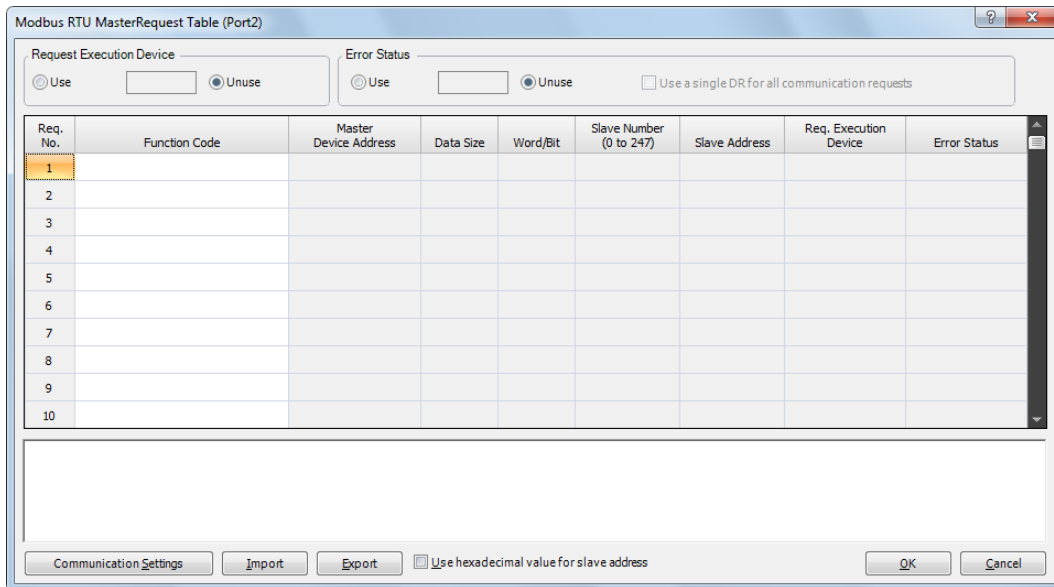 Modbus RTU MasterRequest Table (Port2)
Request Execution Device
Error Status
Use
Unuse
Use
Unuse
Use a single DR for all communication requests
Req. No.
Function Code
Master Device Address
Data Size
Word/Bit
Slave Number (0 to 247)
Slave Address
Req. Execution Device
Error Status
1
2
3
4
5
6
7
8
9
10
Communication Settings
Import
Export
Use hexadecimal value for slave address
OK
Cancel